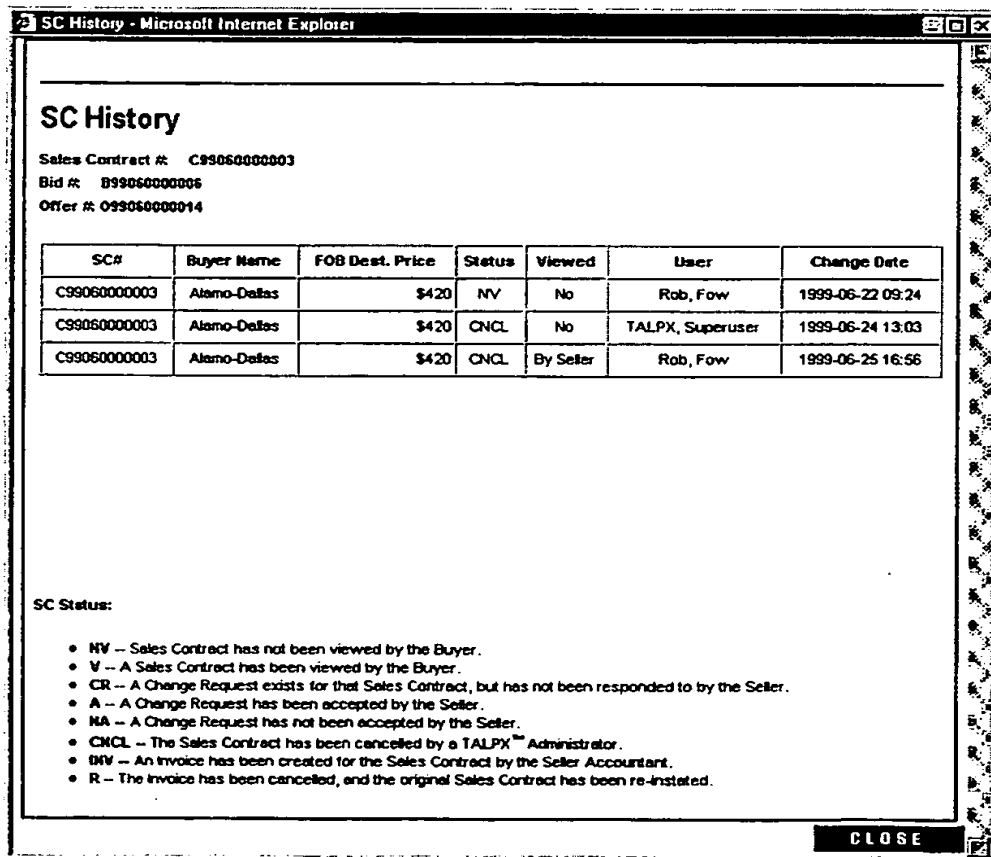 SC History - Microsoft Internet Explorer
SC History
Sales Contract #: C99060000003
Bid #: B99060000006
Offer #: O99060000014
SC# Buyer Name FOB Dest. Price Status Viewed User Change Date
C99060000003 Alamo-Dallas $420 NV No Rob, Fow 1999-06-22 09:24
C99060000003 Alamo-Dallas $420 CNCL No TALPX, Superuser 1999-06-24 13:03
C99060000003 Alamo-Dallas $420 CNCL By Seller Rob, Fow 1999-06-25 16:56
SC Status:
• NV -- Sales Contract has not been viewed by the Buyer.
• V -- A Sales Contract has been viewed by the Buyer.
• CR -- A Change Request exists for that Sales Contract, but has not been responded to by the Seller.
• A -- A Change Request has been accepted by the Seller.
• NA -- A Change Request has not been accepted by the Seller.
• CNCL -- The Sales Contract has been cancelled by a TALPX™ Administrator.
• INV -- An Invoice has been created for the Sales Contract by the Seller Accountant.
• R -- The Invoice has been cancelled, and the original Sales Contract has been re-instated.
CLOSE